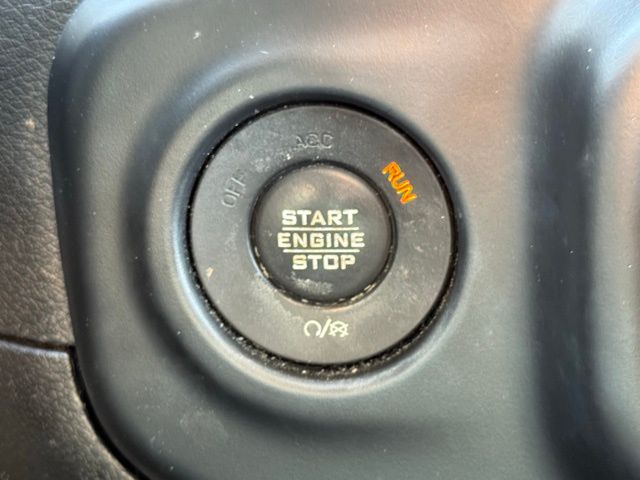 ACC
OFF
RUN
START
ENGINE
STOP